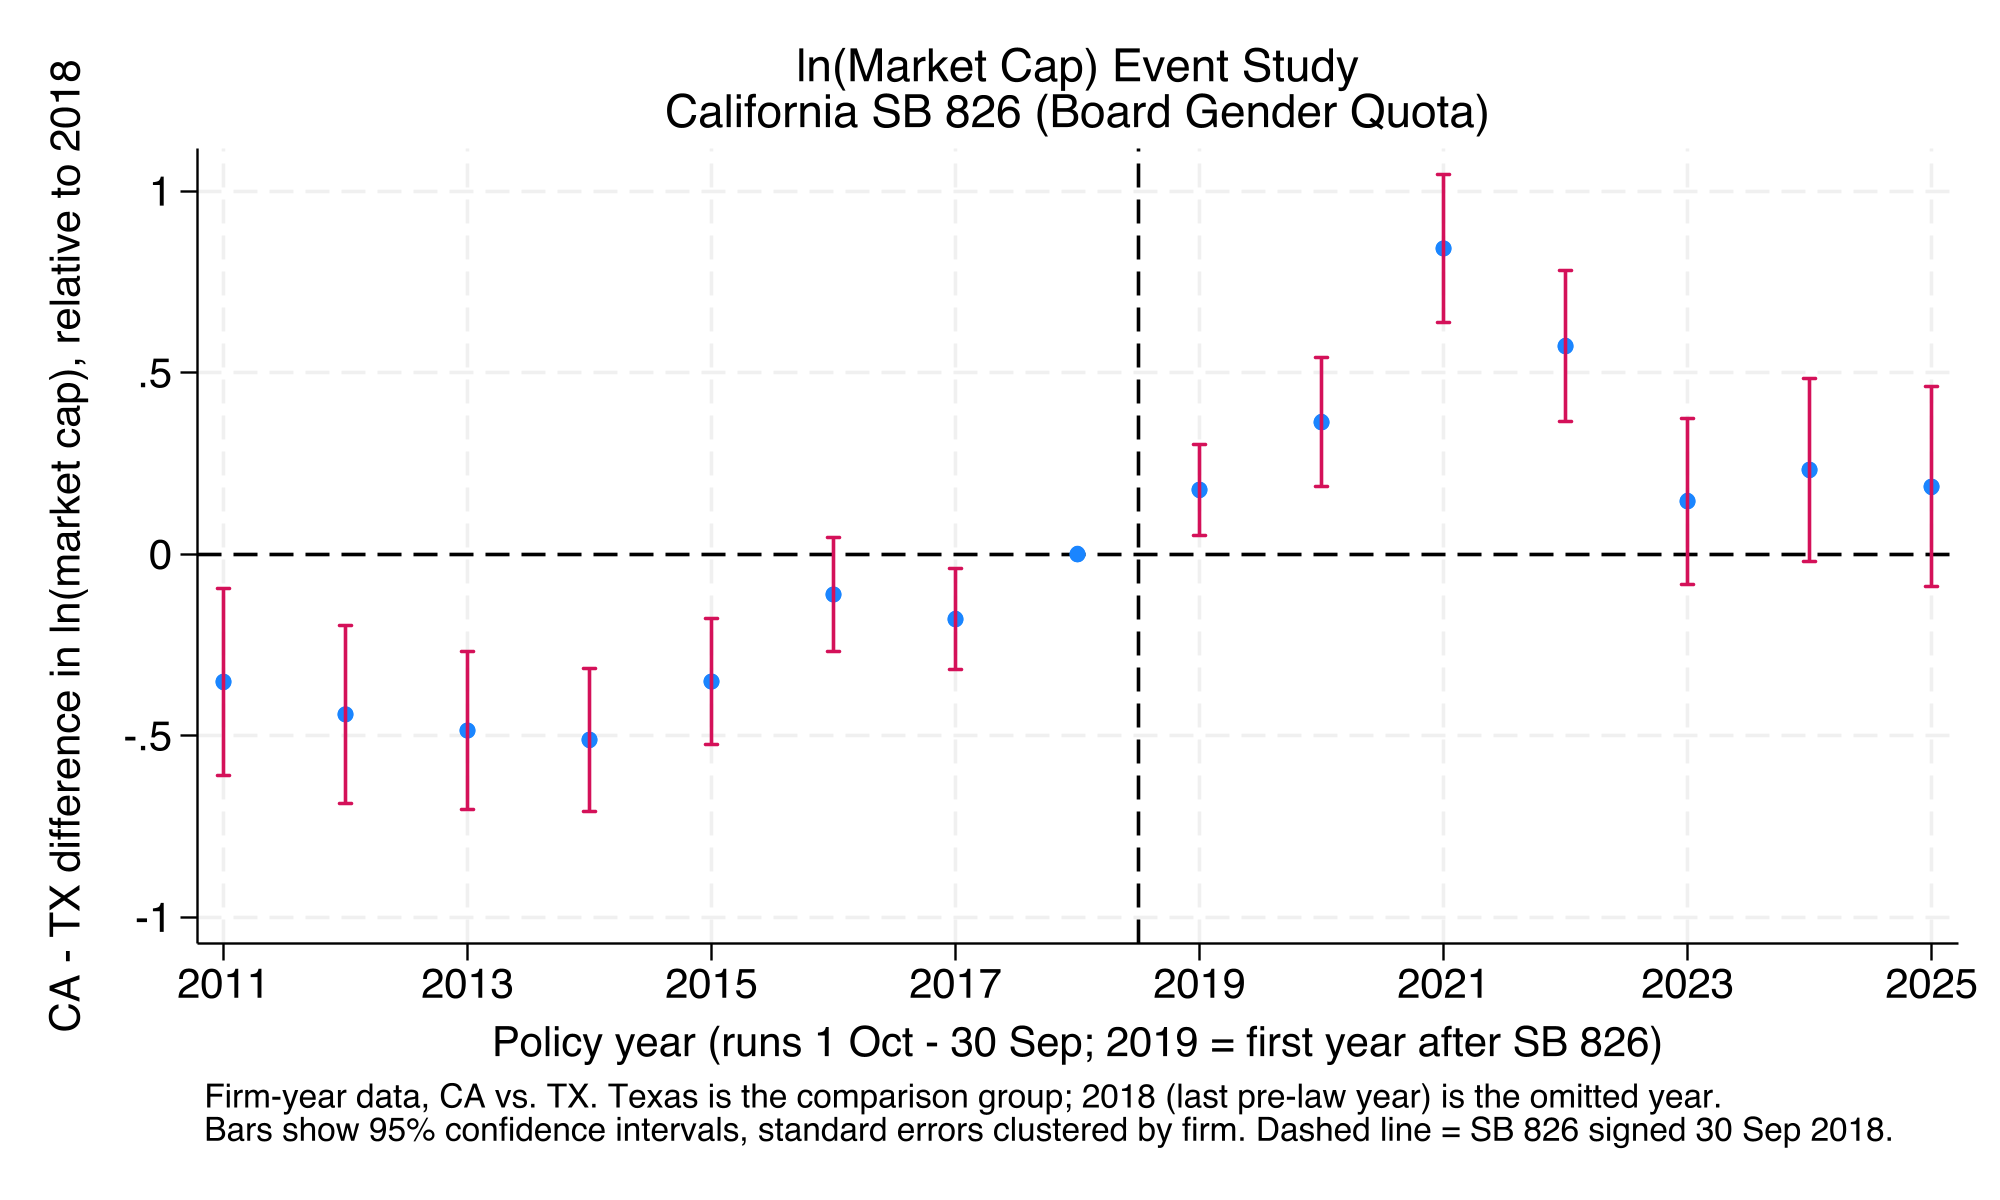 ln(Market Cap) Event Study
California SB 826 (Board Gender Quota)
CA - TX difference in ln(market cap), relative to 2018
1
.5
0
-.5
-1
2011
2013
2015
2017
2019
2021
2023
2025
Policy year (runs 1 Oct - 30 Sep; 2019 = first year after SB 826)
Firm-year data, CA vs. TX. Texas is the comparison group; 2018 (last pre-law year) is the omitted year.
Bars show 95% confidence intervals, standard errors clustered by firm. Dashed line = SB 826 signed 30 Sep 2018.